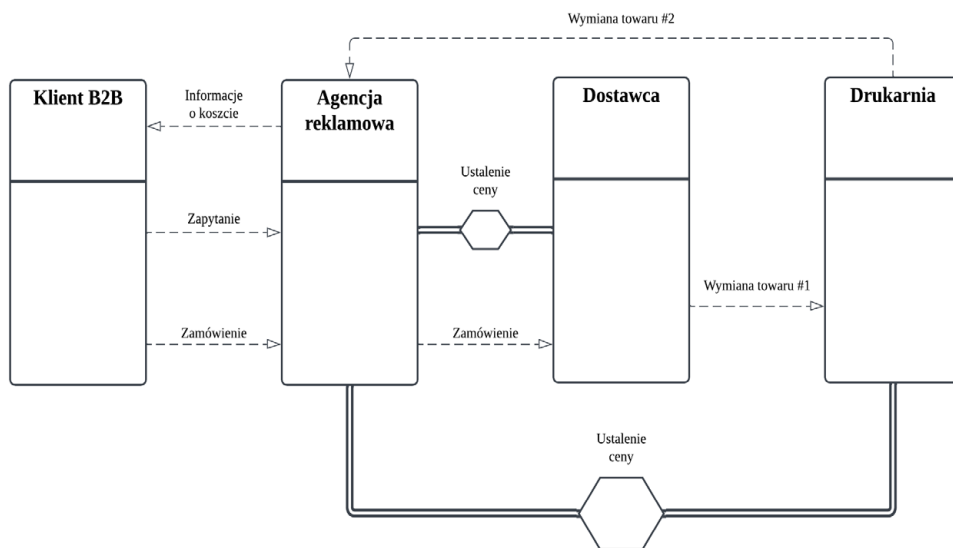 Wymiana towaru #2
Klient B2B
Informacje
o koszcie
Agencja
reklamowa
Dostawca
Drukarnia
Ustalenie
ceny
Zapytanie
Wymiana towaru #1
Zamówienie
Zamówienie
Ustalenie
ceny